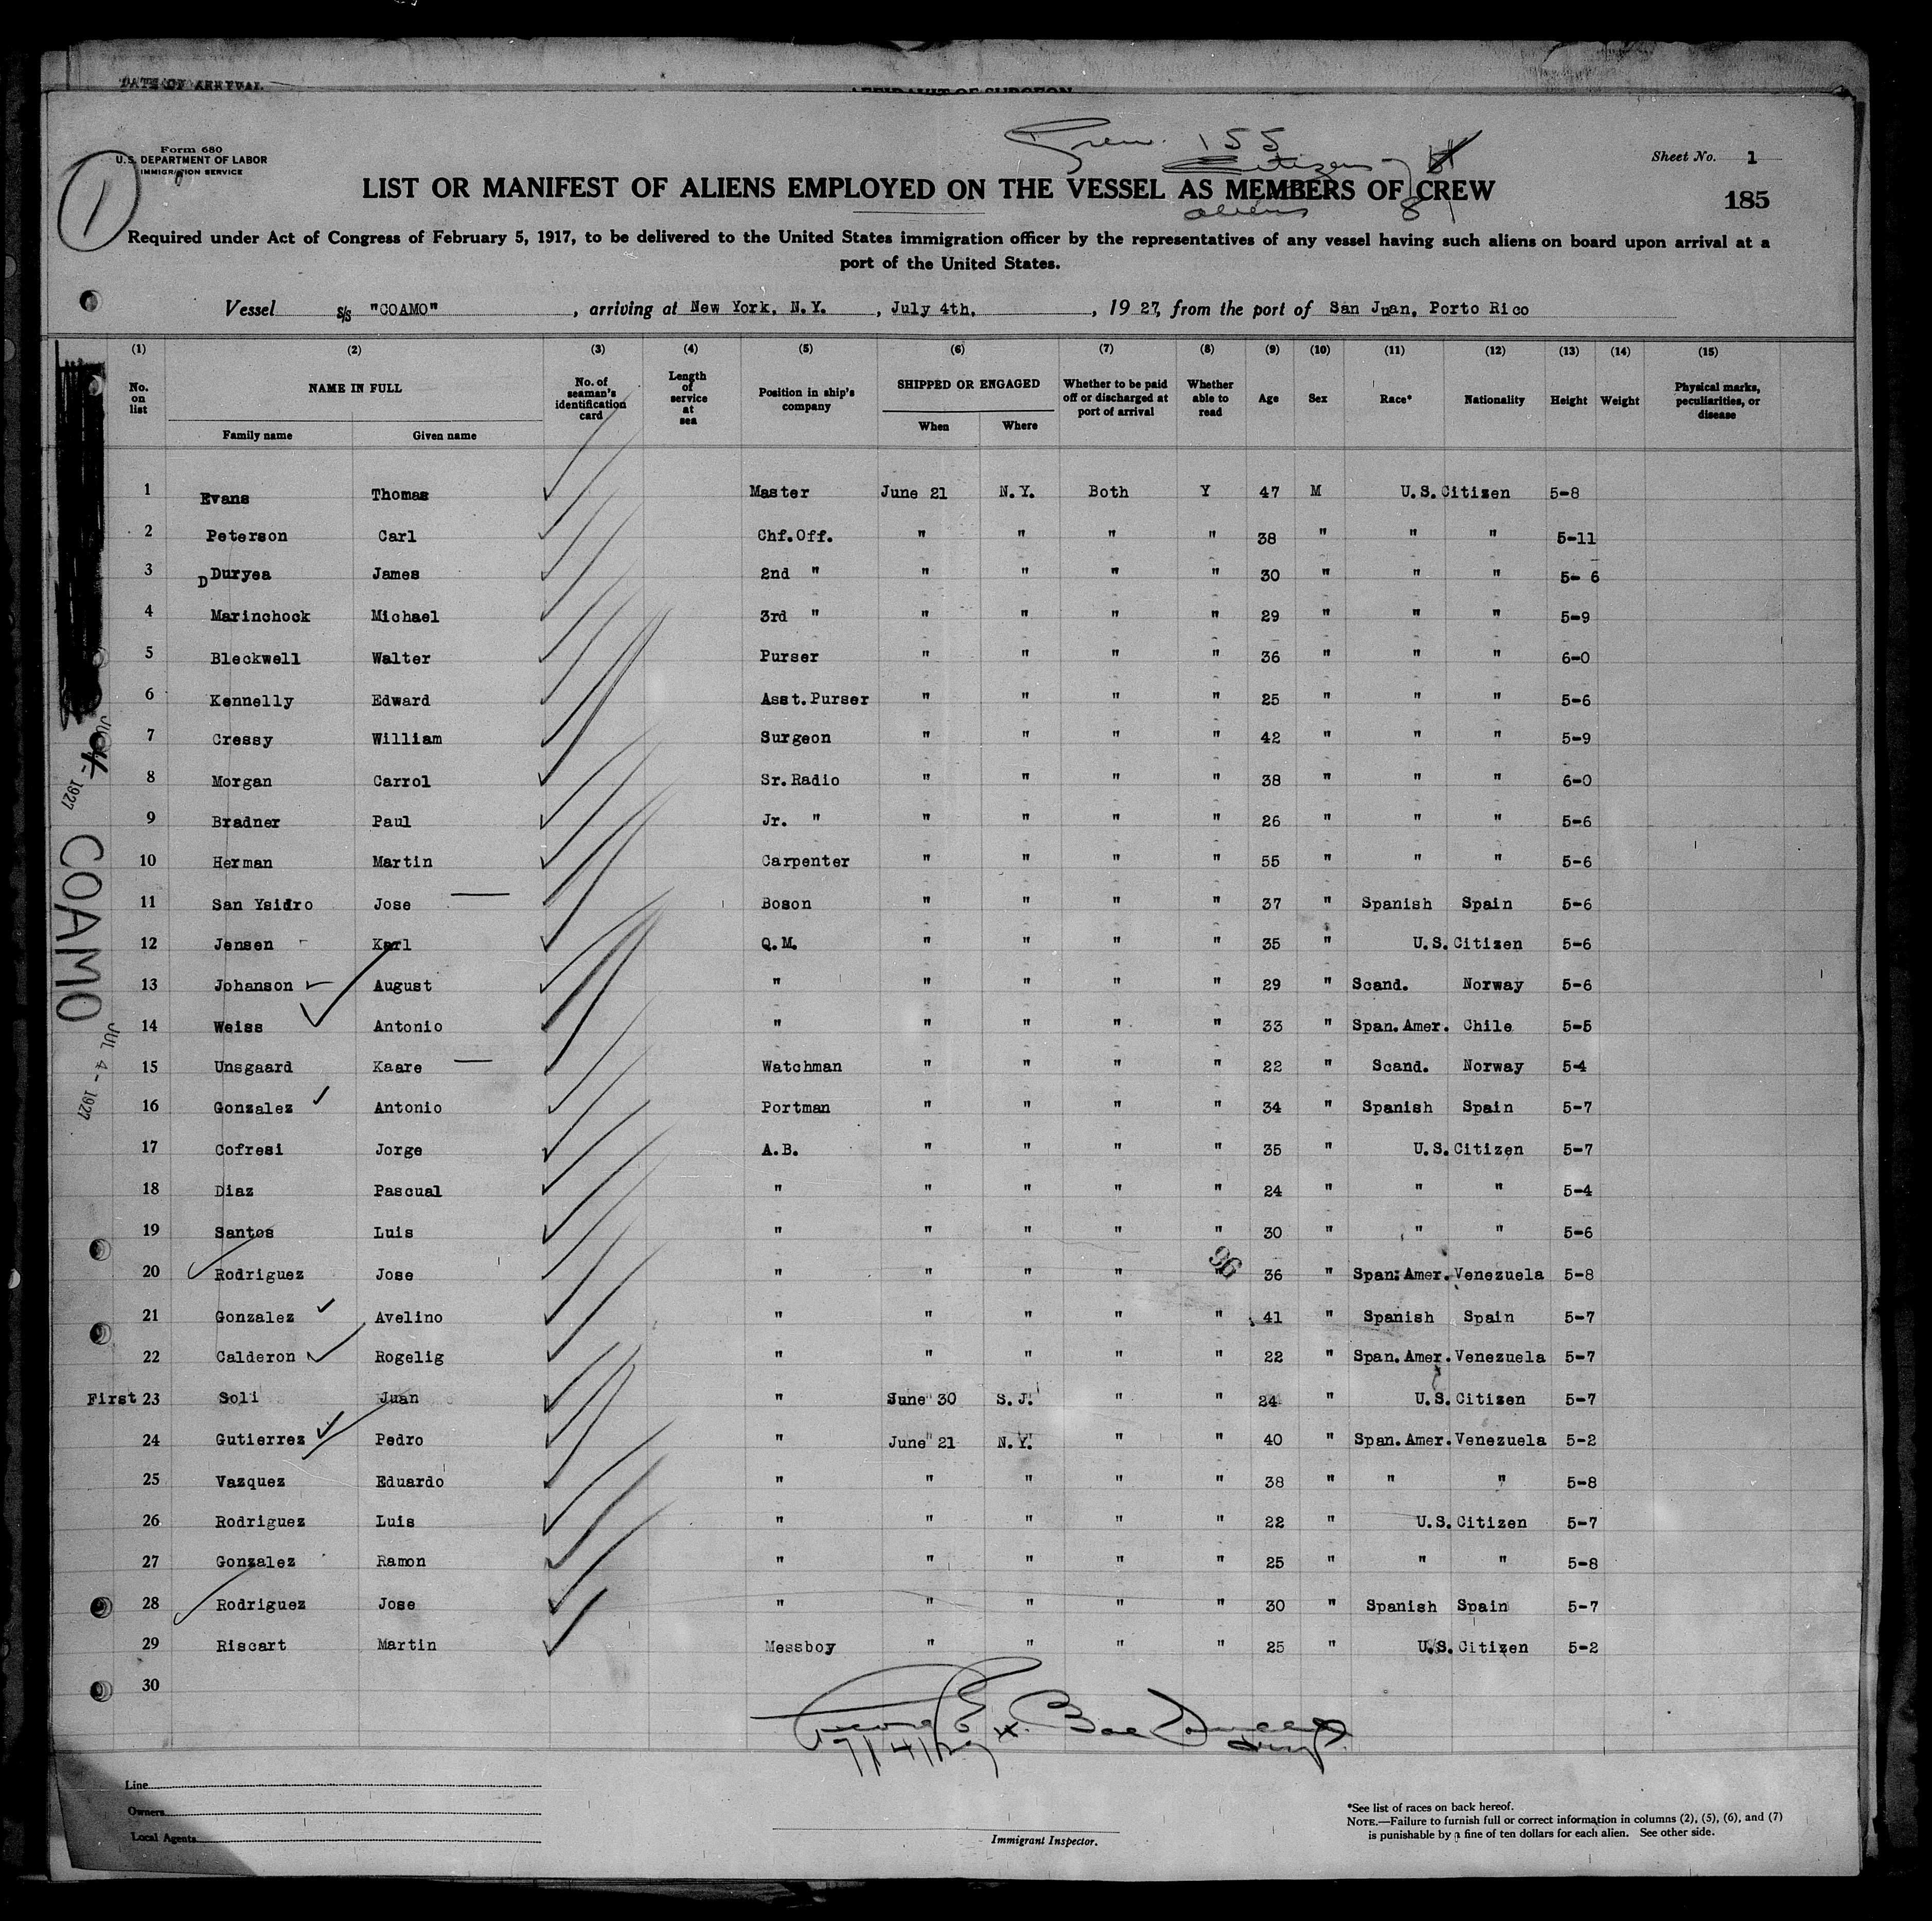 DATE OF ARRIVAL
AFFIDAVIT OF SURGEON
Crew. 155
Citizens
aliens 81
1
Form 680
U.S. DEPARTMENT OF LABOR
IMMIGRATION SERVICE
Sheet No. 1
LIST OR MANIFEST OF ALIENS EMPLOYED ON THE VESSEL AS MEMBERS OF CREW
185
Required under Act of Congress of February 5, 1917, to be delivered to the United States immigration officer by the representatives of any vessel having such aliens on board upon arrival at a
port of the United States.
Vessel s/s "COAMO", arriving at New York, N.Y., July 4th, , 1927, from the port of San Juan, Porto Rico
(1) (2) (3) (4) (5) (6) (7) (8) (9) (10) (11) (12) (13) (14) (15)
No. on list NAME IN FULL Family name Given name No. of seaman's identification card Length of service at sea Position in ship's company SHIPPED OR ENGAGED When Where Whether to be paid off or discharged at port of arrival Whether able to read Age Sex Race* Nationality Height Weight Physical marks, peculiarities, or disease
1 Evans Thomas Master June 21 N.Y. Both Y 47 M U.S.Citizen 5-8
2 Peterson Carl Chf.Off. " " " " 38 " " " 5-11
3 D Duryea James 2nd " " " " " 30 " " " 5- 6
4 Marinchock Michael 3rd " " " " " 29 " " " 5-9
5 Bleckwell Walter Purser " " " " 36 " " " 6-0
6 Kennelly Edward Asst.Purser " " " " 25 " " " 5-6
7 Cressy William Surgeon " " " " 42 " " " 5-9
8 Morgan Carrol Sr.Radio " " " " 38 " " " 6-0
9 Bradner Paul Jr. " " " " " 26 " " " 5-6
10 Herman Martin Carpenter " " " " 55 " " " 5-6
11 San Ysidro Jose Boson " " " " 37 " Spanish Spain 5-6
12 Jensen Karl Q.M. " " " " 35 " U.S.Citizen 5-6
13 Johanson August " " " " " 29 " Scand. Norway 5-6
14 Weiss Antonio " " " " " 33 " Span.Amer. Chile 5-5
15 Unsgaard Kaare Watchman " " " " 22 " Scand. Norway 5-4
16 Gonzalez Antonio Portman " " " " 34 " Spanish Spain 5-7
17 Cofresi Jorge A.B. " " " " 35 " U.S.Citizen 5-7
18 Diaz Pascual " " " " " 24 " " " 5-4
19 Santos Luis " " " " " 30 " " " 5-6
20 Rodriguez Jose " " " " " 36 " Span.Amer. Venezuela 5-8
96
21 Gonzalez Avelino " " " " " 41 " Spanish Spain 5-7
22 Calderon Rogelig " " " " " 22 " Span.Amer. Venezuela 5-7
First 23 Soli Juan " June 30 S.J. " " 24 " U.S.Citizen 5-7
24 Gutierrez Pedro " June 21 N.Y. " " 40 " Span.Amer. Venezuela 5-2
25 Vazquez Eduardo " " " " " 38 " " " 5-8
26 Rodriguez Luis " " " " " 22 " U.S.Citizen 5-7
27 Gonzalez Ramon " " " " " 25 " " " 5-8
28 Rodriguez Jose " " " " " 30 " Spanish Spain 5-7
29 Riscart Martin Messboy " " " " 25 " U.S.Citizen 5-2
30
JUL 4- 1927
COAMO
JUL 4- 1927
7/4/27
Line
Owners
Local Agents
Immigrant Inspector.
*See list of races on back hereof.
NOTE.—Failure to furnish full or correct information in columns (2), (5), (6), and (7)
is punishable by a fine of ten dollars for each alien. See other side.